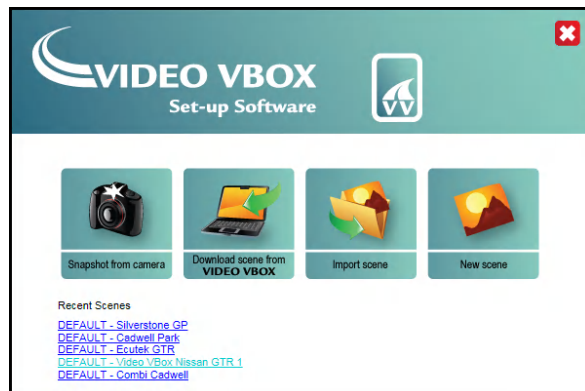 VIDEO VBOX
Set-up Software
VV
Snapshot from camera
Download scene from
VIDEO VBOX
Import scene
New scene
Recent Scenes
DEFAULT - Silverstone GP
DEFAULT - Cadwell Park
DEFAULT - Ecutek GTR
DEFAULT - Video VBox Nissan GTR 1
DEFAULT - Combi Cadwell